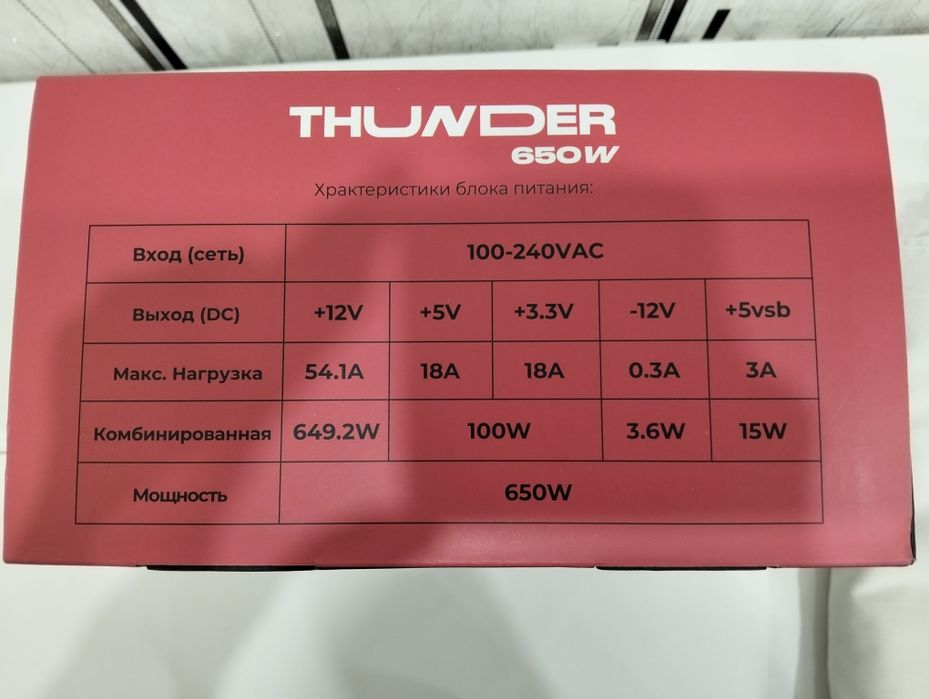 THUNDER
650W
Храктеристики блока питания:
Вход (сеть) 100-240VAC
Выход (DC) +12V +5V +3.3V -12V +5vsb
Макс. Нагрузка 54.1A 18A 18A 0.3A 3A
Комбинированная 649.2W 100W 3.6W 15W
Мощность 650W